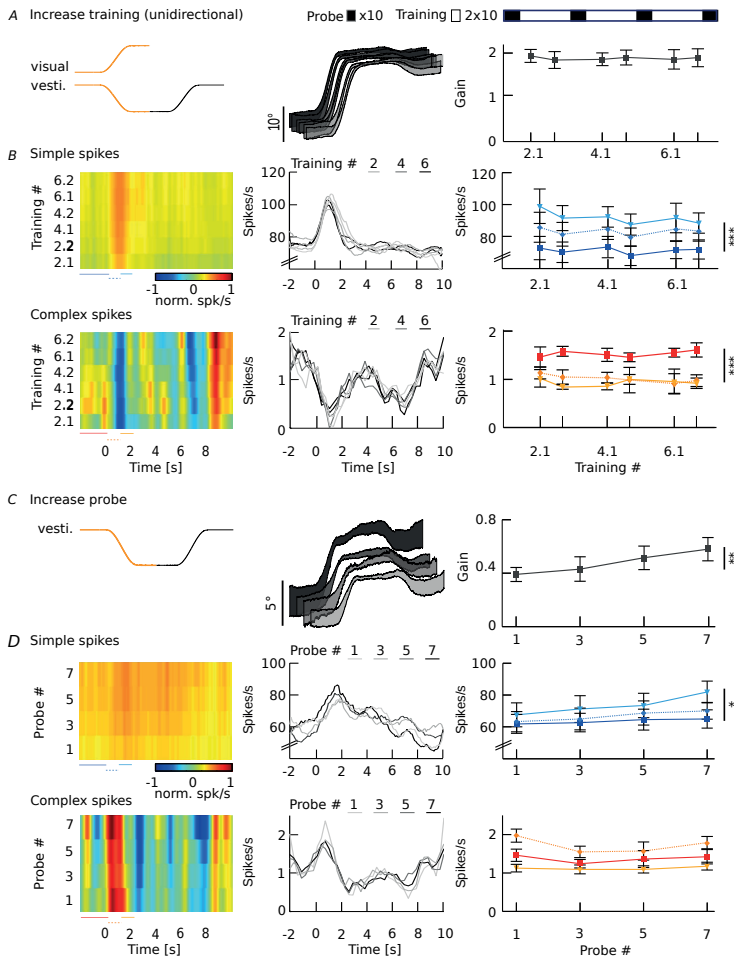 A Increase training (unidirectional)
Probe x10 Training 2x10
visual
vesti.
10°
Gain
2
1
0
2.1 4.1 6.1
B Simple spikes
Training #
6.2
6.1
4.2
4.1
2.2
2.1
-1 0 1
norm. spk/s
Training # 2 4 6
Spikes/s
120
100
80
-2 0 2 4 6 8 10
Spikes/s
120
100
80
2.1 4.1 6.1
***
Complex spikes
Training #
6.2
6.1
4.2
4.1
2.2
2.1
0 2 4 6 8
Time [s]
Training # 2 4 6
Spikes/s
2
1
0
-2 0 2 4 6 8 10
Time [s]
Spikes/s
2
1
0
2.1 4.1 6.1
Training #
***
C Increase probe
vesti.
5°
Gain
0.8
0.4
0
1 3 5 7
**
D Simple spikes
Probe #
7
5
3
1
-1 0 1
norm. spk/s
Probe # 1 3 5 7
Spikes/s
100
80
60
-2 0 2 4 6 8 10
Spikes/s
100
80
60
1 3 5 7
*
Complex spikes
Probe #
7
5
3
1
0 2 4 6 8
Time [s]
Probe # 1 3 5 7
Spikes/s
2
1
0
-2 0 2 4 6 8 10
Time [s]
Spikes/s
2
1
0
1 3 5 7
Probe #